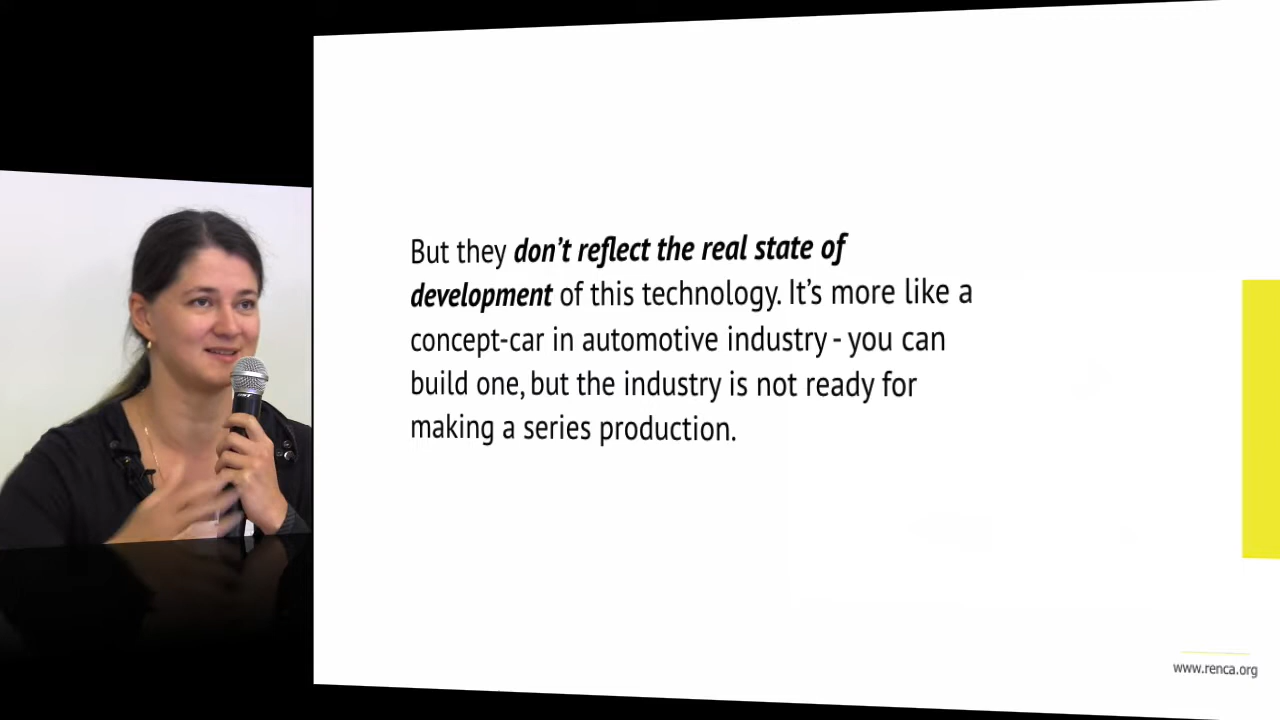 But they don't reflect the real state of
development of this technology. It's more like a
concept-car in automotive industry - you can
build one, but the industry is not ready for
making a series production.
www.renca.org